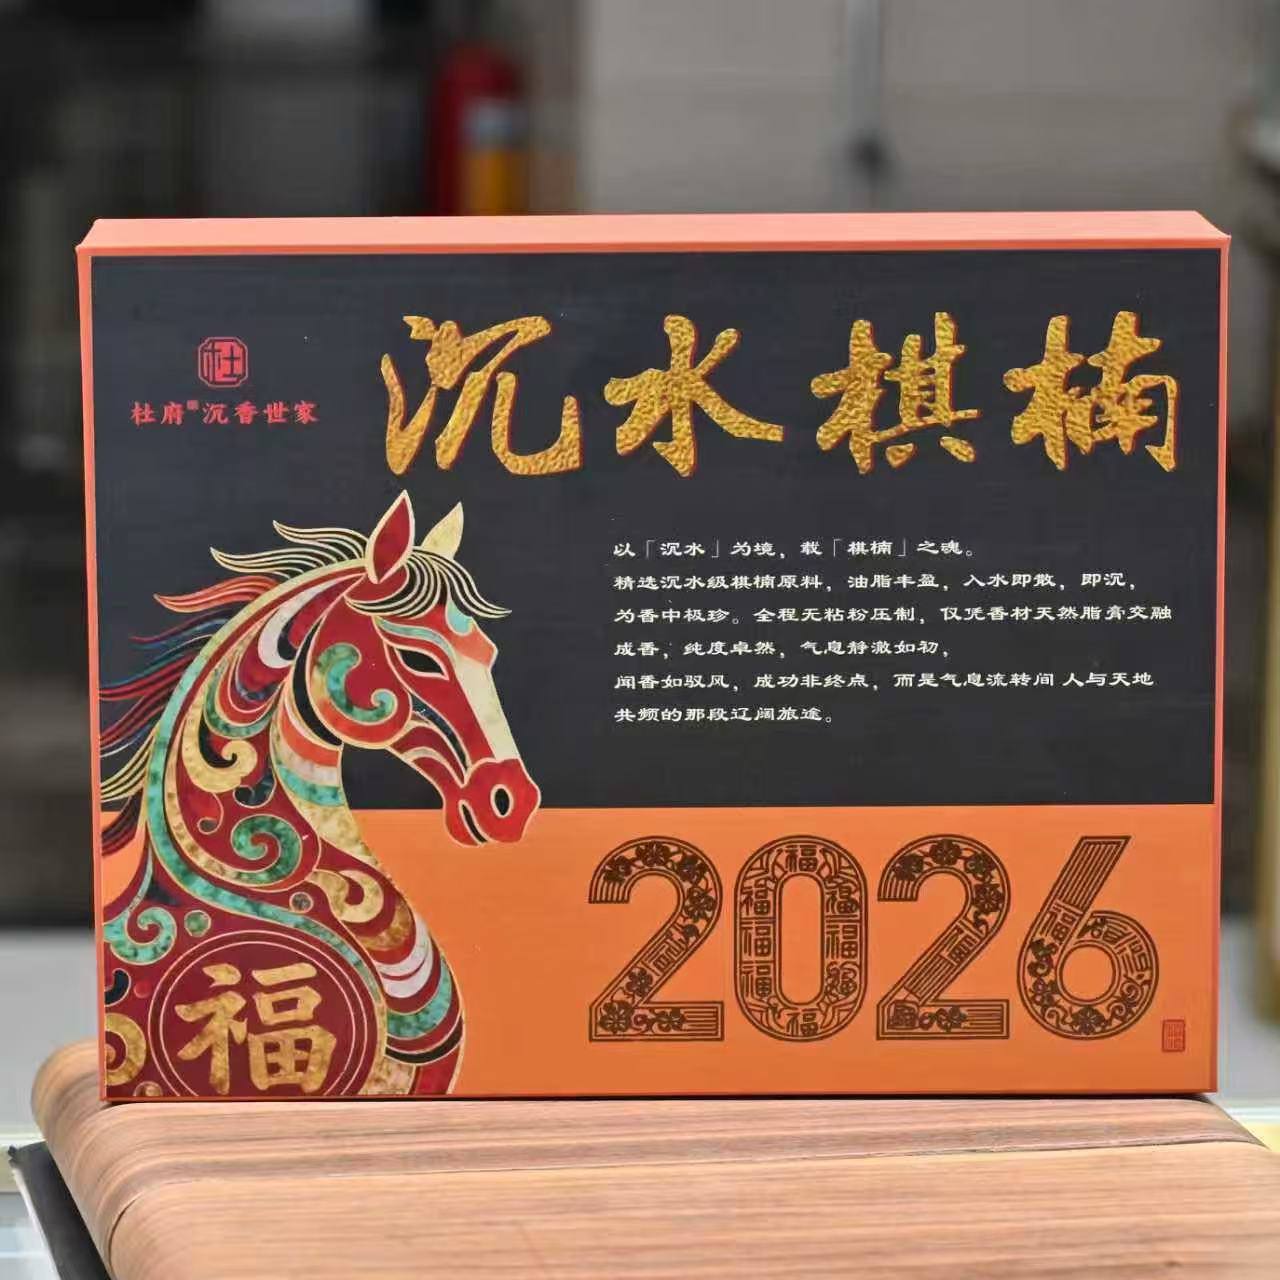 沉水棋楠
杜
杜府沉香世家
以「沉水」为境，载「棋楠」之魂。
精选沉水级棋楠原料，油脂丰盈，入水即散，即沉，
为香中极珍。全程无粘粉压制，仅凭香材天然脂膏交融
成香，纯度卓然，气息静澈如初，
闻香如驭风，成功非终点，而是气息流转间 人与天地
共频的那段辽阔旅途。
福
2026